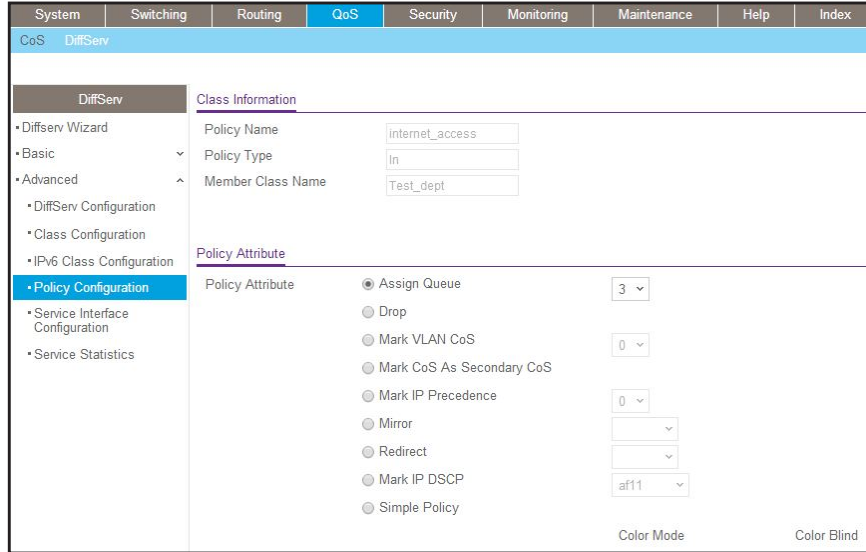 System Switching Routing QoS Security Monitoring Maintenance Help Index
CoS DiffServ
DiffServ
Diffserv Wizard
Basic
Advanced
DiffServ Configuration
Class Configuration
IPv6 Class Configuration
Policy Configuration
Service Interface
Configuration
Service Statistics
Class Information
Policy Name internet_access
Policy Type In
Member Class Name Test_dept
Policy Attribute
Policy Attribute Assign Queue 3
Drop
Mark VLAN CoS 0
Mark CoS As Secondary CoS
Mark IP Precedence 0
Mirror
Redirect
Mark IP DSCP af11
Simple Policy
Color Mode Color Blind